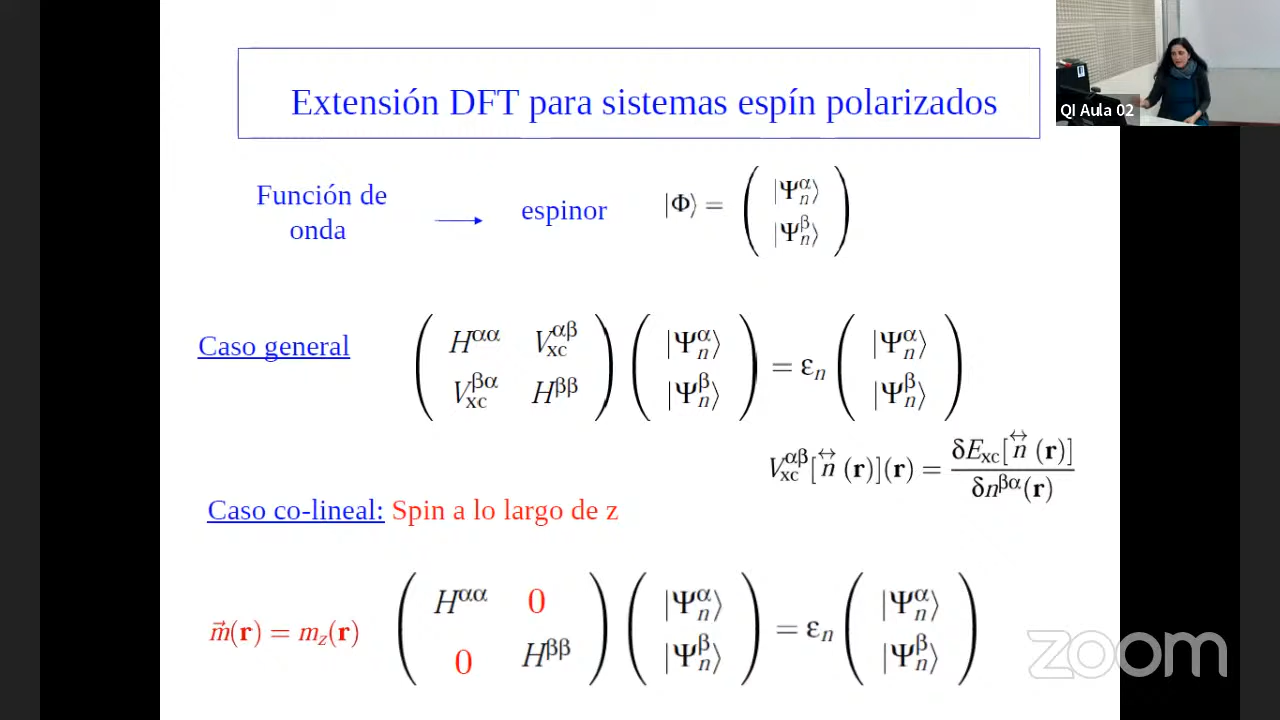 Extensión DFT para sistemas espín polarizados
QI Aula 02
Función de
onda
espinor
|Φ⟩ = ( |Ψₙᵅ⟩ |Ψₙᵝ⟩ )
Caso general
( Hᵅᵅ V_xc^αβ V_xc^βα Hᵝᵝ ) ( |Ψₙᵅ⟩ |Ψₙᵝ⟩ ) = εₙ ( |Ψₙᵅ⟩ |Ψₙᵝ⟩ )
V_xc^αβ[n⃡(r)](r) = δE_xc[n⃡(r)] / δn^βα(r)
Caso co-lineal: Spin a lo largo de z
m⃗(r) = m_z(r)
( Hᵅᵅ 0 0 Hᵝᵝ ) ( |Ψₙᵅ⟩ |Ψₙᵝ⟩ ) = εₙ ( |Ψₙᵅ⟩ |Ψₙᵝ⟩ )
zoom